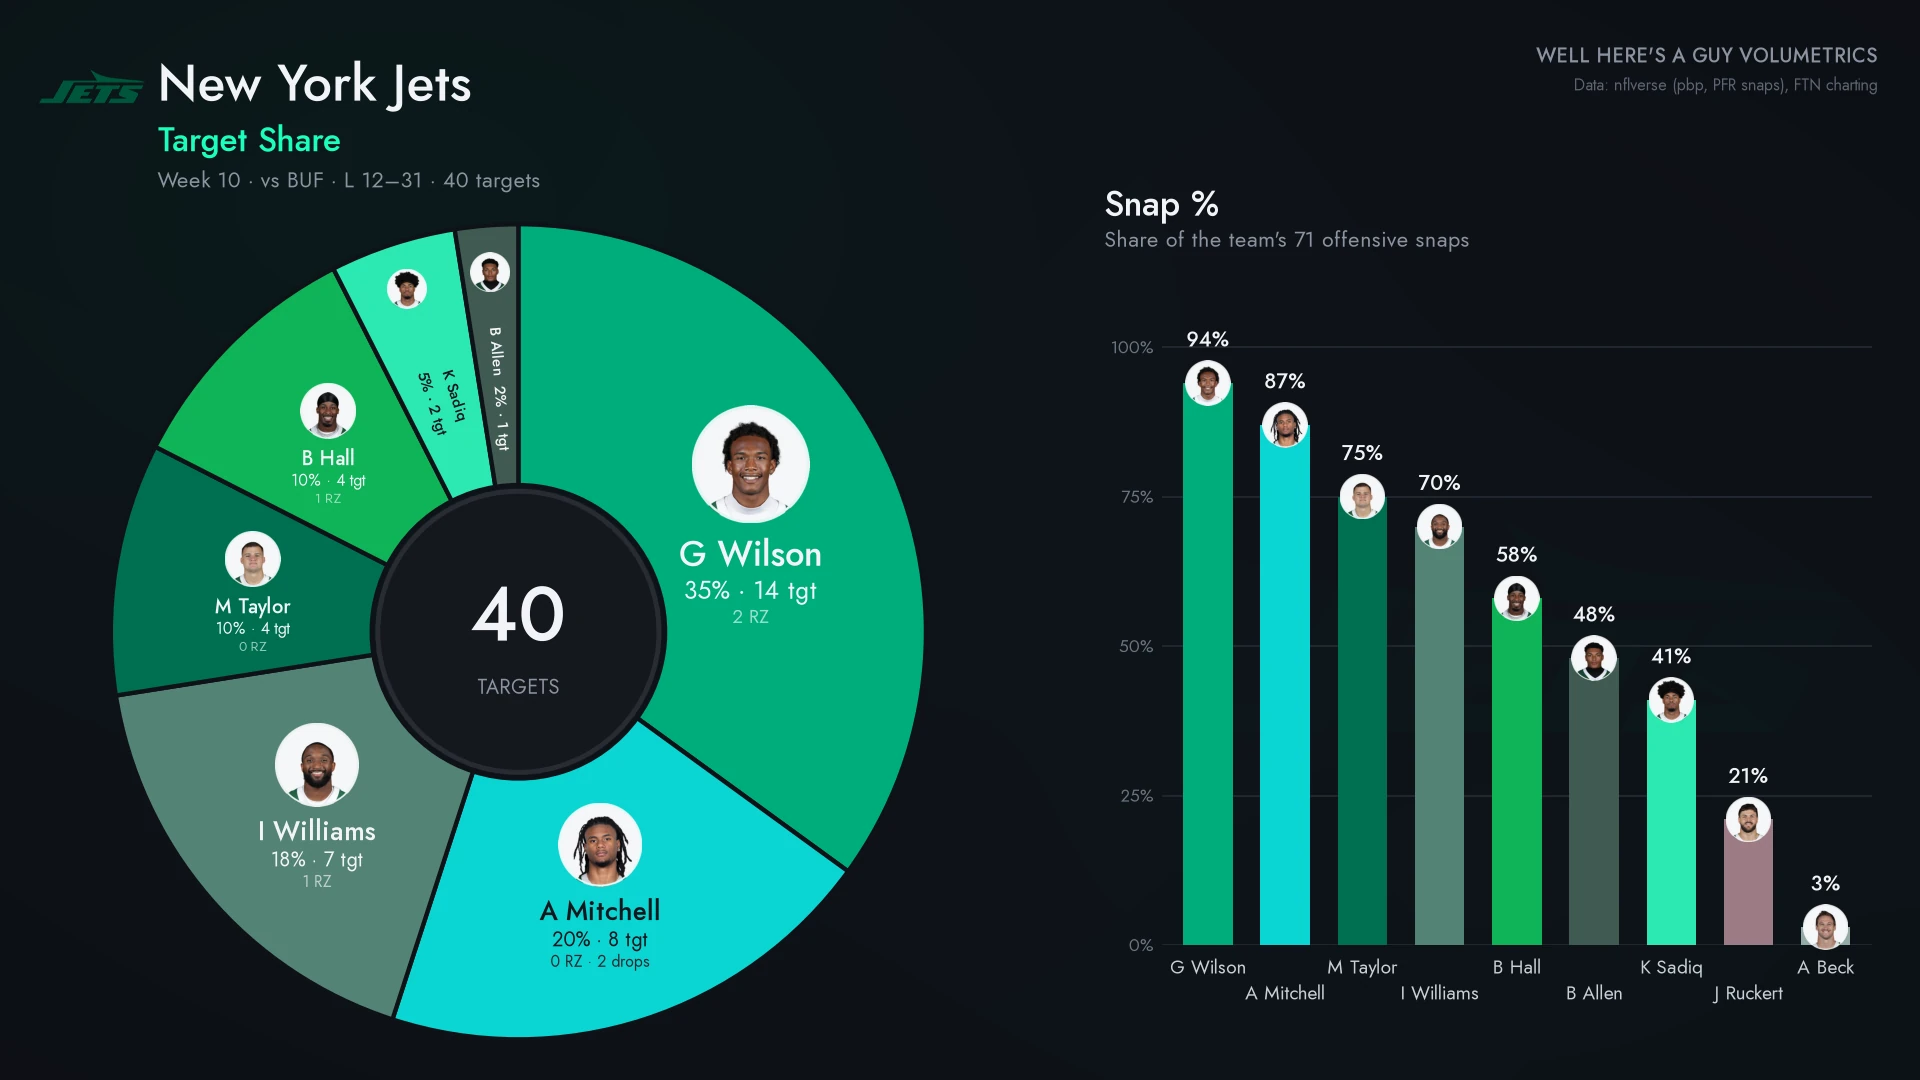 JETS
New York Jets
Target Share
Week 10 · vs BUF · L 12–31 · 40 targets
WELL HERE'S A GUY VOLUMETRICS
Data: nflverse (pbp, PFR snaps), FTN charting
G Wilson
35% · 14 tgt
2 RZ
A Mitchell
20% · 8 tgt
0 RZ · 2 drops
I Williams
18% · 7 tgt
1 RZ
M Taylor
10% · 4 tgt
0 RZ
B Hall
10% · 4 tgt
1 RZ
K Sadiq
5% · 2 tgt
B Allen 2% · 1 tgt
40
TARGETS
Snap %
Share of the team's 71 offensive snaps
100%
75%
50%
25%
0%
94%
87%
75%
70%
58%
48%
41%
21%
3%
G Wilson
A Mitchell
M Taylor
I Williams
B Hall
B Allen
K Sadiq
J Ruckert
A Beck